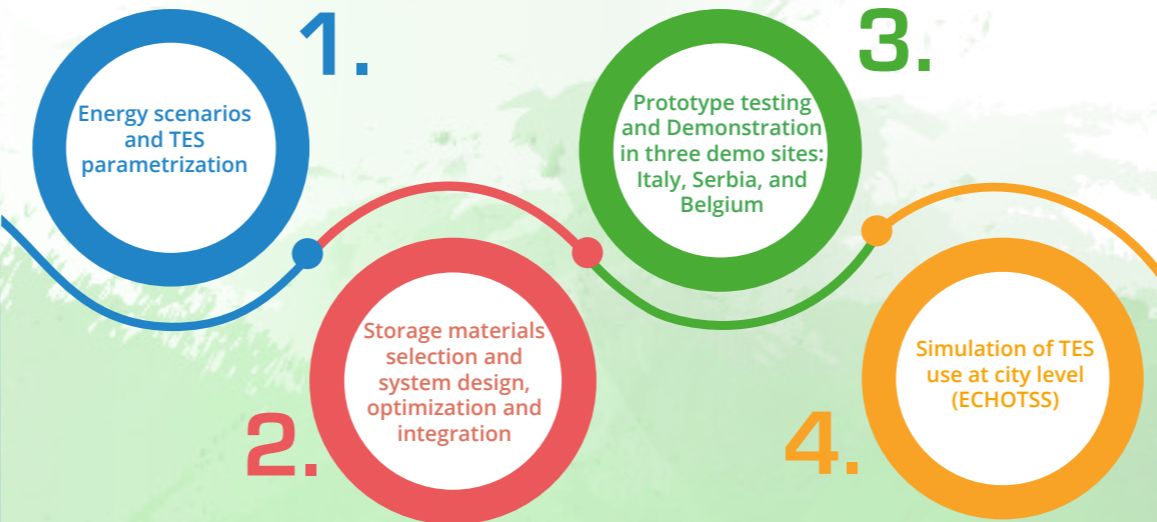 1.
Energy scenarios
and TES
parametrization
2.
Storage materials
selection and
system design,
optimization and
integration
3.
Prototype testing
and Demonstration
in three demo sites:
Italy, Serbia, and
Belgium
4.
Simulation of TES
use at city level
(ECHOTSS)